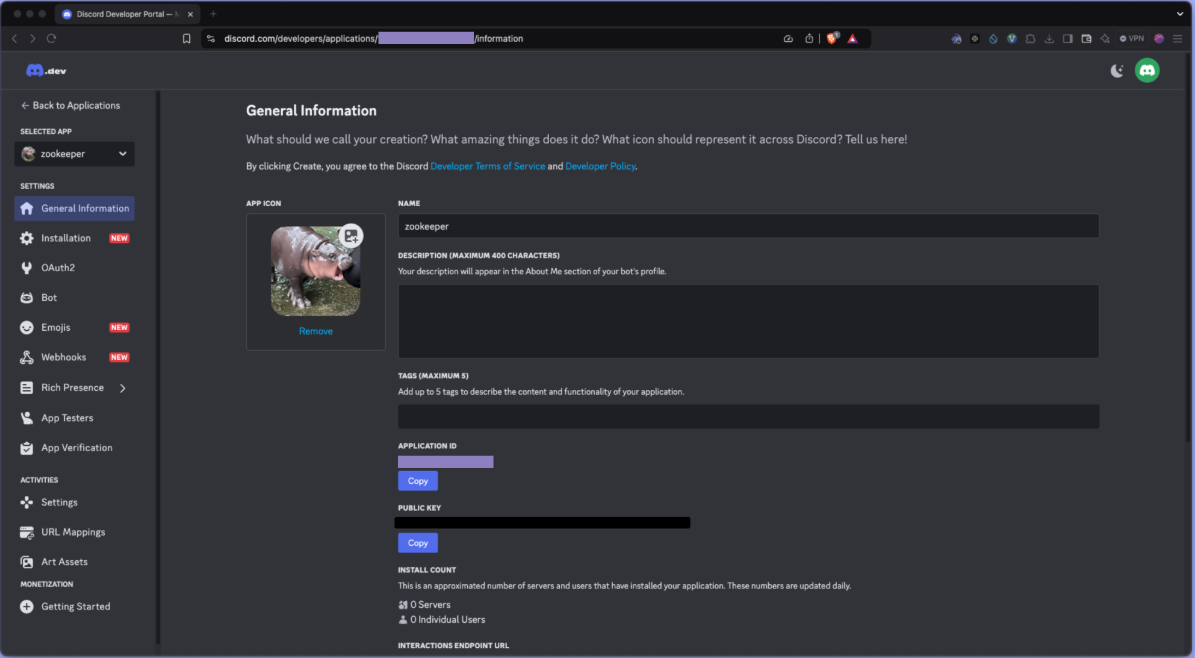 Discord Developer Portal —
discord.com/developers/applications/ /information
1
VPN
.dev
← Back to Applications
SELECTED APP
zookeeper
SETTINGS
General Information
Installation NEW
OAuth2
Bot
Emojis NEW
Webhooks NEW
Rich Presence
App Testers
App Verification
ACTIVITIES
Settings
URL Mappings
Art Assets
MONETIZATION
Getting Started
General Information
What should we call your creation? What amazing things does it do? What icon should represent it across Discord? Tell us here!
By clicking Create, you agree to the Discord Developer Terms of Service and Developer Policy.
APP ICON
Remove
NAME
zookeeper
DESCRIPTION (MAXIMUM 400 CHARACTERS)
Your description will appear in the About Me section of your bot's profile.
TAGS (MAXIMUM 5)
Add up to 5 tags to describe the content and functionality of your application.
APPLICATION ID
Copy
PUBLIC KEY
Copy
INSTALL COUNT
This is an approximated number of servers and users that have installed your application. These numbers are updated daily.
0 Servers
0 Individual Users
INTERACTIONS ENDPOINT URL